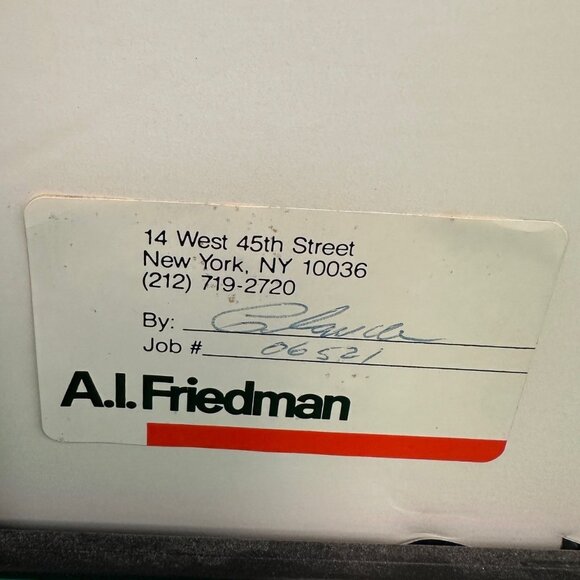 14 West 45th Street
New York, NY 10036
(212) 719-2720
By:
Job # 06521
A.I. Friedman